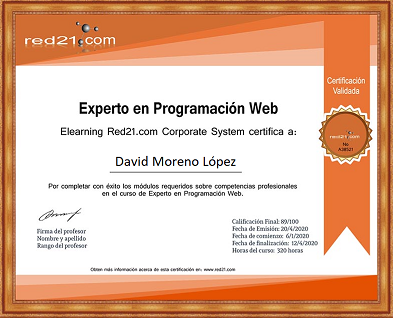 red21.com
Certificación
Validada
Experto en Programación Web
Elearning Red21.com Corporate System certifica a:
David Moreno López
red21.com
No
A38521
Por completar con éxito los módulos requeridos sobre competencias profesionales
en el curso de Experto en Programación Web.
Firma del profesor
Nombre y apellido
Rango del profesor
Calificación Final: 89/100
Fecha de Emisión: 20/4/2020
Fecha de comienzo: 6/1/2020
Fecha de finalización: 12/4/2020
Horas del curso: 320 horas
Obten más información acerca de esta certificación en: www.red21.com